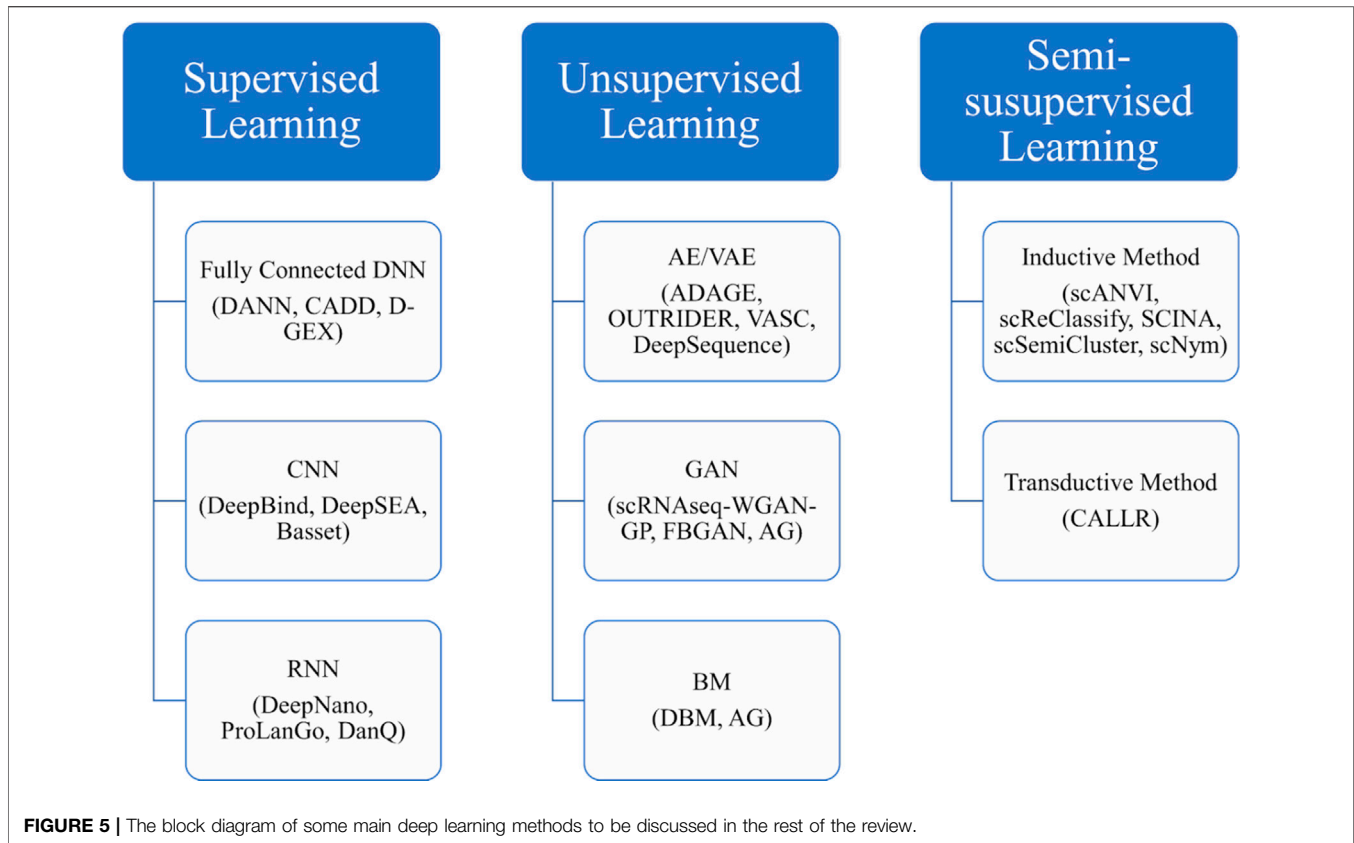 Supervised
Learning
Fully Connected DNN
(DANN, CADD, D-
GEX)
CNN
(DeepBind, DeepSEA,
Basset)
RNN
(DeepNano,
ProLanGo, DanQ)
Unsupervised
Learning
AE/VAE
(ADAGE,
OUTRIDER, VASC,
DeepSequence)
GAN
(scRNAseq-WGAN-
GP, FBGAN, AG)
BM
(DBM, AG)
Semi-
susupervised
Learning
Inductive Method
(scANVI,
scReClassify, SCINA,
scSemiCluster, scNym)
Transductive Method
(CALLR)
FIGURE 5 | The block diagram of some main deep learning methods to be discussed in the rest of the review.